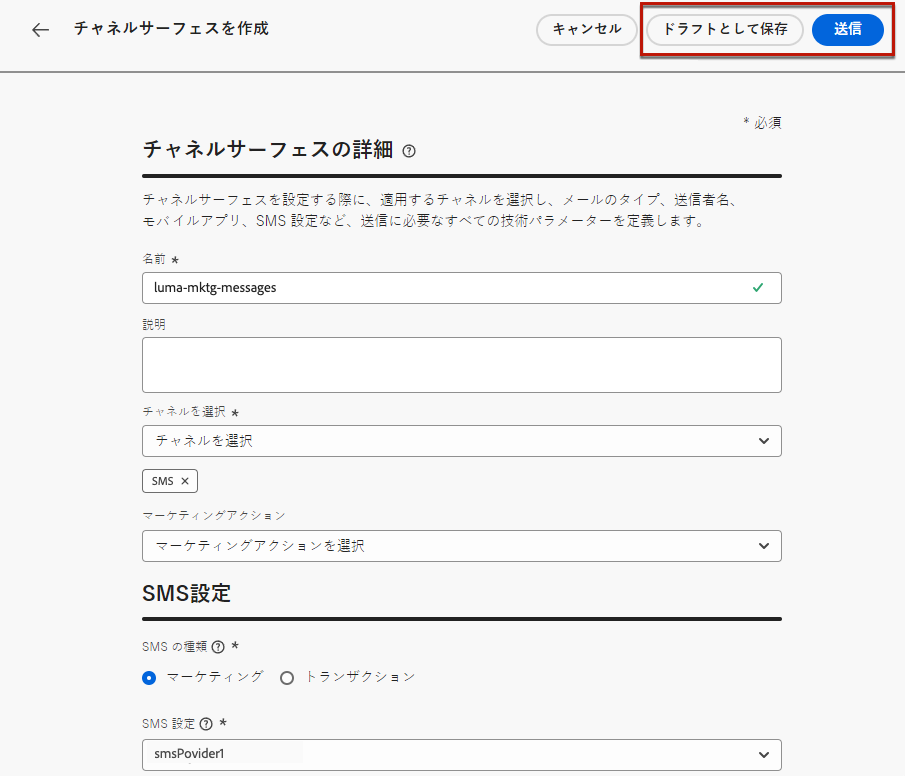 チャネルサーフェスを作成
キャンセル
ドラフトとして保存
送信
* 必須
チャネルサーフェスの詳細
チャネルサーフェスを設定する際に、適用するチャネルを選択し、メールのタイプ、送信者名、
モバイルアプリ、SMS 設定など、送信に必要なすべての技術パラメーターを定義します。
名前 *
luma-mktg-messages
説明
チャネルを選択 *
チャネルを選択
SMS ×
マーケティングアクション
マーケティングアクションを選択
SMS設定
SMS の種類 ? *
マーケティング トランザクション
SMS 設定 ? *
smsPovider1